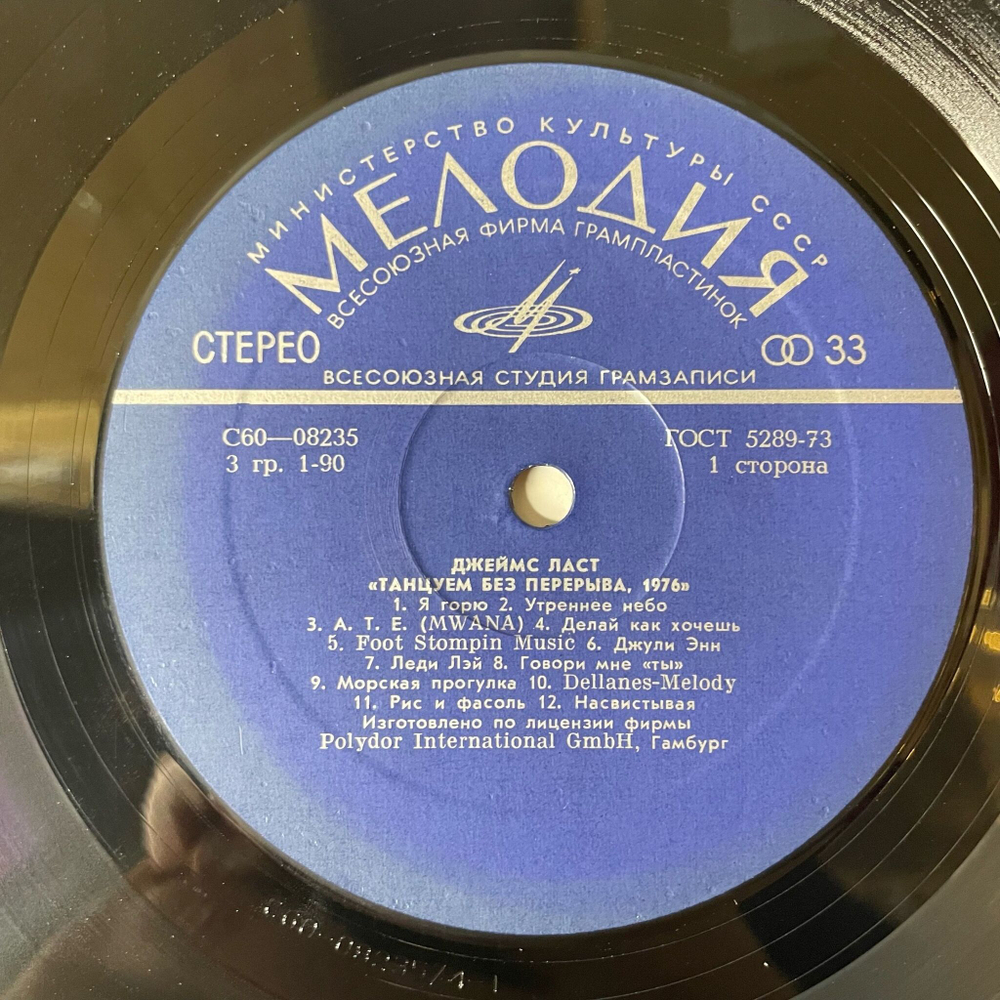 МИНИСТЕРСТВО КУЛЬТУРЫ СССР
МЕЛОДИЯ
ВСЕСОЮЗНАЯ ФИРМА ГРАМПЛАСТИНОК
СТЕРЕО
33
ВСЕСОЮЗНАЯ СТУДИЯ ГРАМЗАПИСИ
С60—08235
ГОСТ 5289-73
3 гр. 1-90
1 сторона
ДЖЕЙМС ЛАСТ
«ТАНЦУЕМ БЕЗ ПЕРЕРЫВА, 1976»
1. Я горю 2. Утреннее небо
3. А. Т. Е. (MWANA) 4. Делай как хочешь
5. Foot Stompin Music 6. Джули Энн
7. Леди Лэй 8. Говори мне «ты»
9. Морская прогулка 10. Dellanes-Melody
11. Рис и фасоль 12. Насвистывая
Изготовлено по лицензии фирмы
Polydor International GmbH, Гамбург